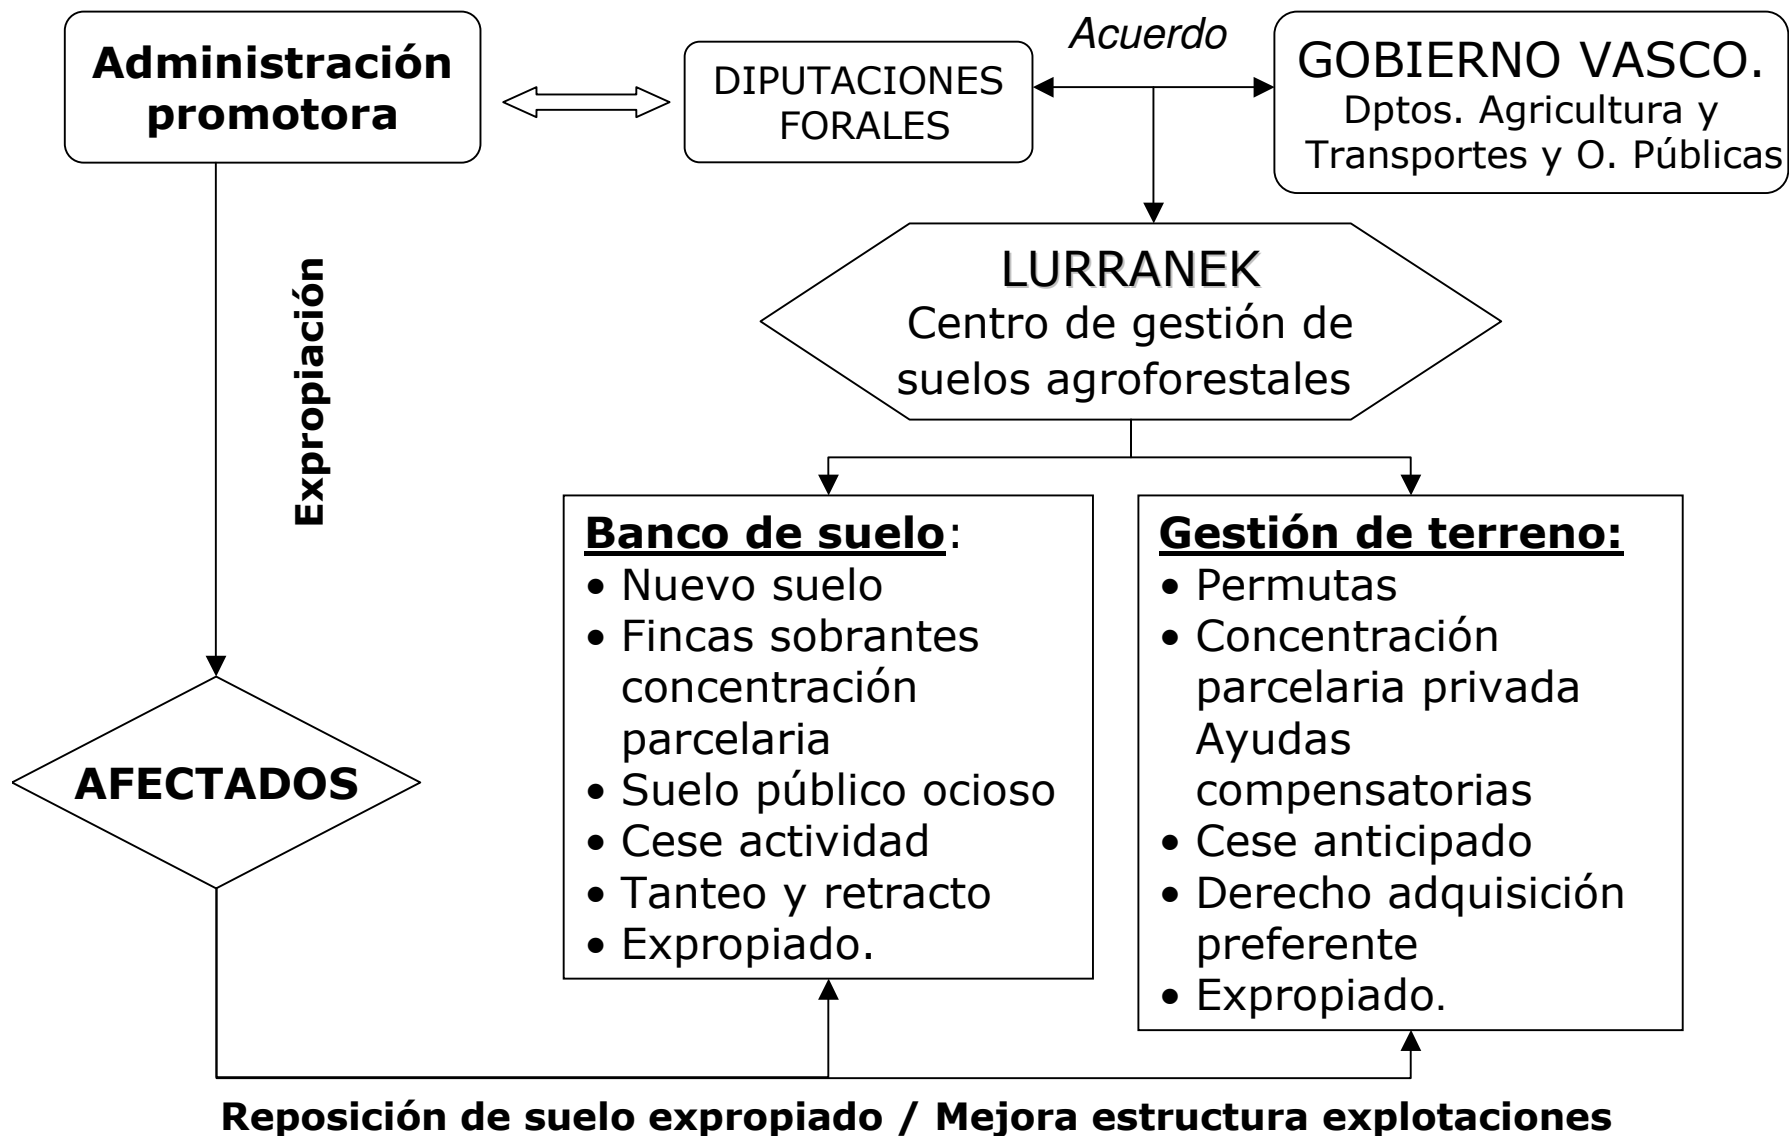 Administración
promotora
DIPUTACIONES
FORALES
Acuerdo
GOBIERNO VASCO.
Dptos. Agricultura y
Transportes y O. Públicas
Expropiación
LURRANEK
Centro de gestión de
suelos agroforestales
AFECTADOS
Banco de suelo:
• Nuevo suelo
• Fincas sobrantes
concentración
parcelaria
• Suelo público ocioso
• Cese actividad
• Tanteo y retracto
• Expropiado.
Gestión de terreno:
• Permutas
• Concentración
parcelaria privada
Ayudas
compensatorias
• Cese anticipado
• Derecho adquisición
preferente
• Expropiado.
Reposición de suelo expropiado / Mejora estructura explotaciones